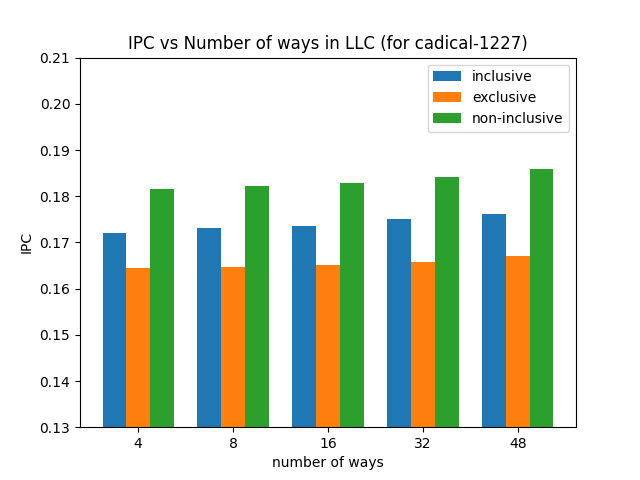 IPC vs Number of ways in LLC (for cadical-1227)
inclusive
exclusive
non-inclusive
IPC
0.21
0.20
0.19
0.18
0.17
0.16
0.15
0.14
0.13
4 8 16 32 48
number of ways